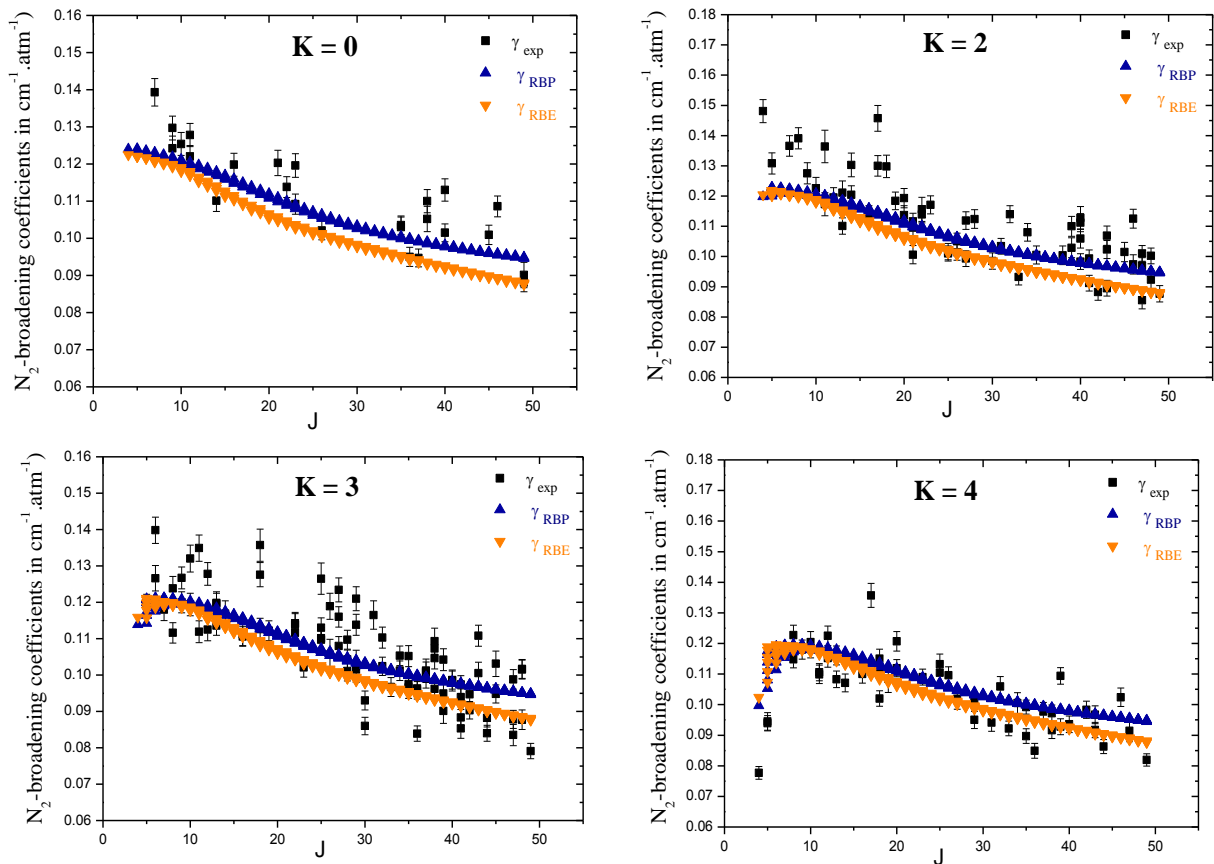 N2-broadening coefficients in cm-1.atm-1
0.16
0.15
0.14
0.13
0.12
0.11
0.10
0.09
0.08
0.07
0.06
K = 0
γ exp
γ RBP
γ RBE
0 10 20 30 40 50
J
N2-broadening coefficients in cm-1.atm-1
0.18
0.17
0.16
0.15
0.14
0.13
0.12
0.11
0.10
0.09
0.08
0.07
0.06
K = 2
γ exp
γ RBP
γ RBE
0 10 20 30 40 50
J
N2-broadening coefficients in cm-1.atm-1
0.16
0.15
0.14
0.13
0.12
0.11
0.10
0.09
0.08
0.07
0.06
K = 3
γ exp
γ RBP
γ RBE
0 10 20 30 40 50
J
N2-broadening coefficients in cm-1.atm-1
0.18
0.17
0.16
0.15
0.14
0.13
0.12
0.11
0.10
0.09
0.08
0.07
0.06
K = 4
γ exp
γ RBP
γ RBE
0 10 20 30 40 50
J